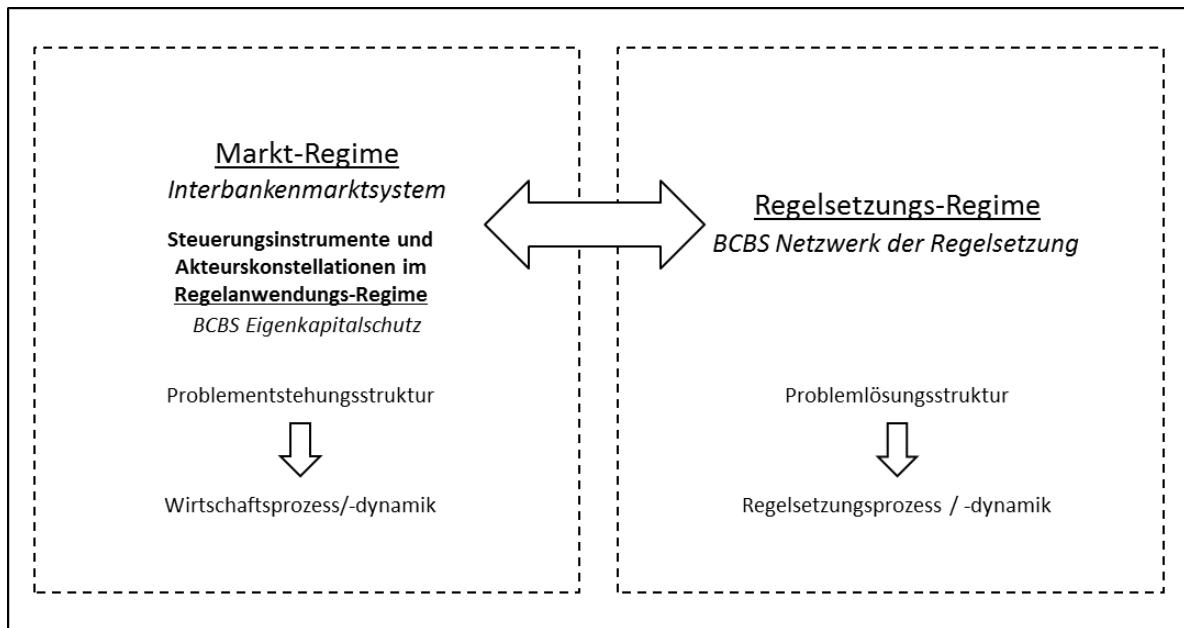 Markt-Regime
Interbankenmarktsystem
Steuerungsinstrumente und
Akteurskonstellationen im
Regelanwendungs-Regime
BCBS Eigenkapitalschutz
Problementstehungsstruktur
Wirtschaftsprozess/-dynamik
Regelsetzungs-Regime
BCBS Netzwerk der Regelsetzung
Problemlösungsstruktur
Regelsetzungsprozess / -dynamik